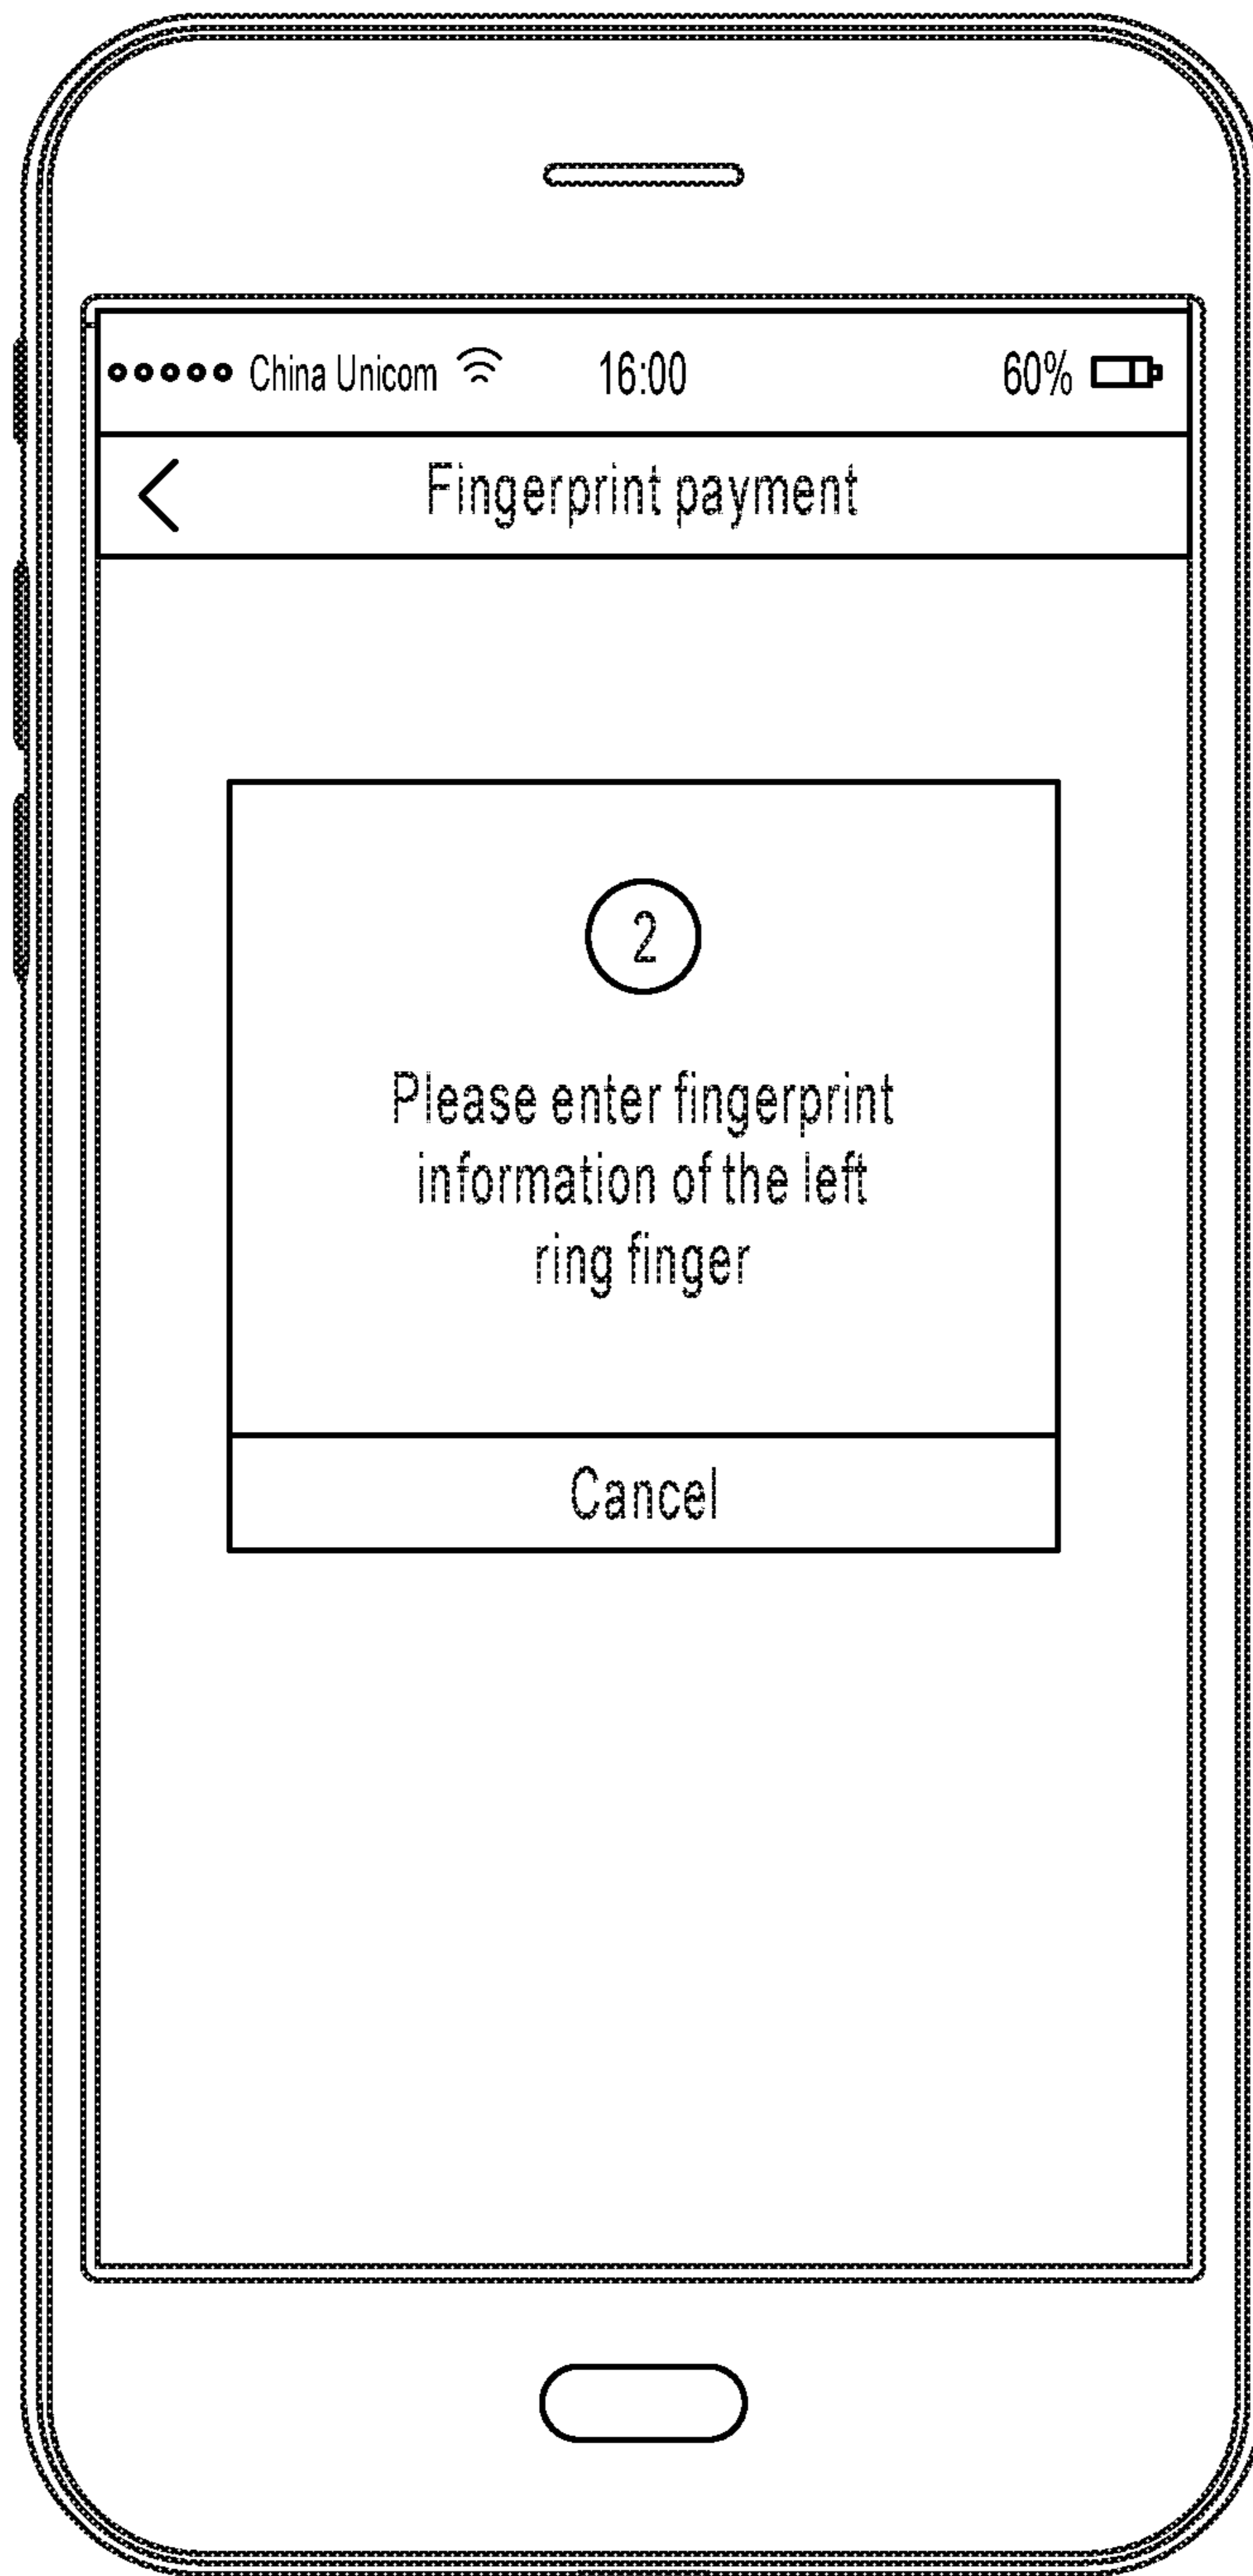 China Unicom 16:00 60%
Fingerprint payment
2
Please enter fingerprint
information of the left
ring finger
Cancel